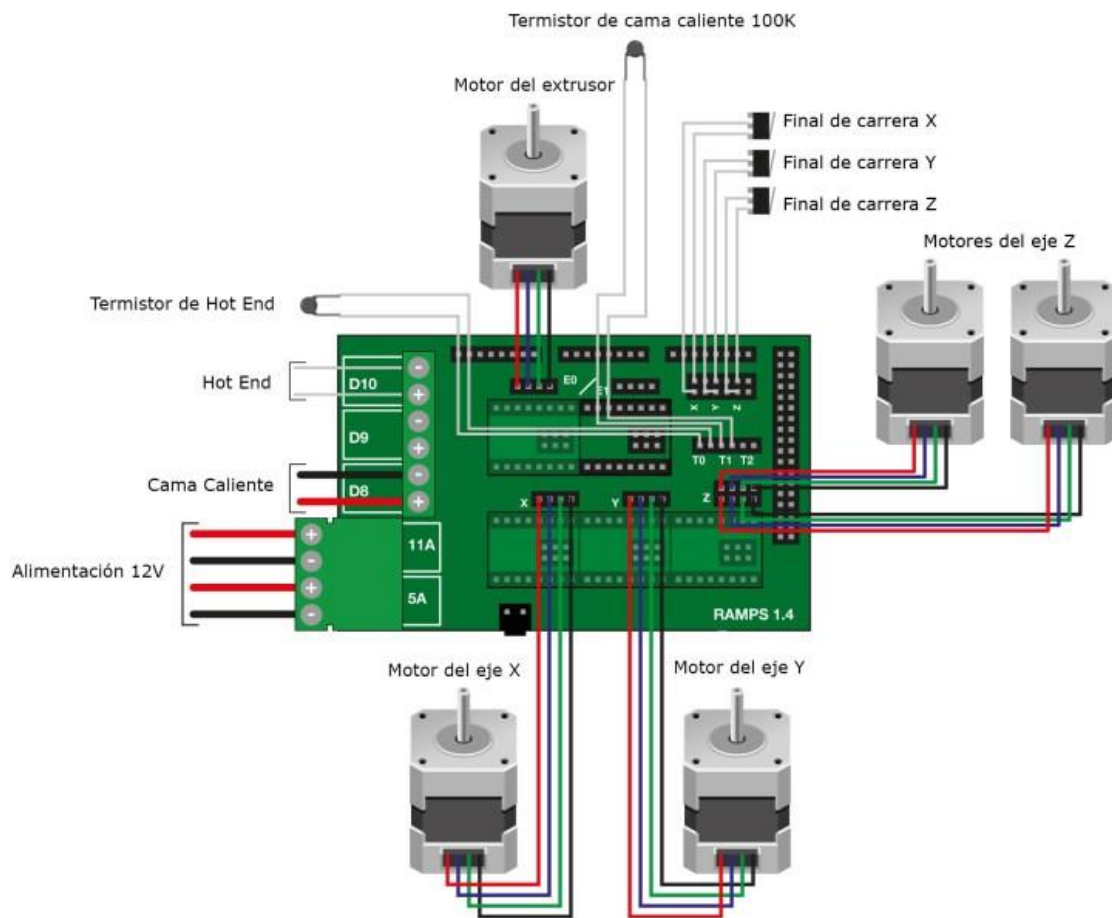 Termistor de cama caliente 100K
Motor del extrusor
Final de carrera X
Final de carrera Y
Final de carrera Z
Motores del eje Z
Termistor de Hot End
Hot End
D10
E0
E1
X
Y
Z
D9
T0
T1
T2
Cama Caliente
D8
X
Y
Z
Alimentación 12V
11A
5A
RAMPS 1.4
Motor del eje X
Motor del eje Y